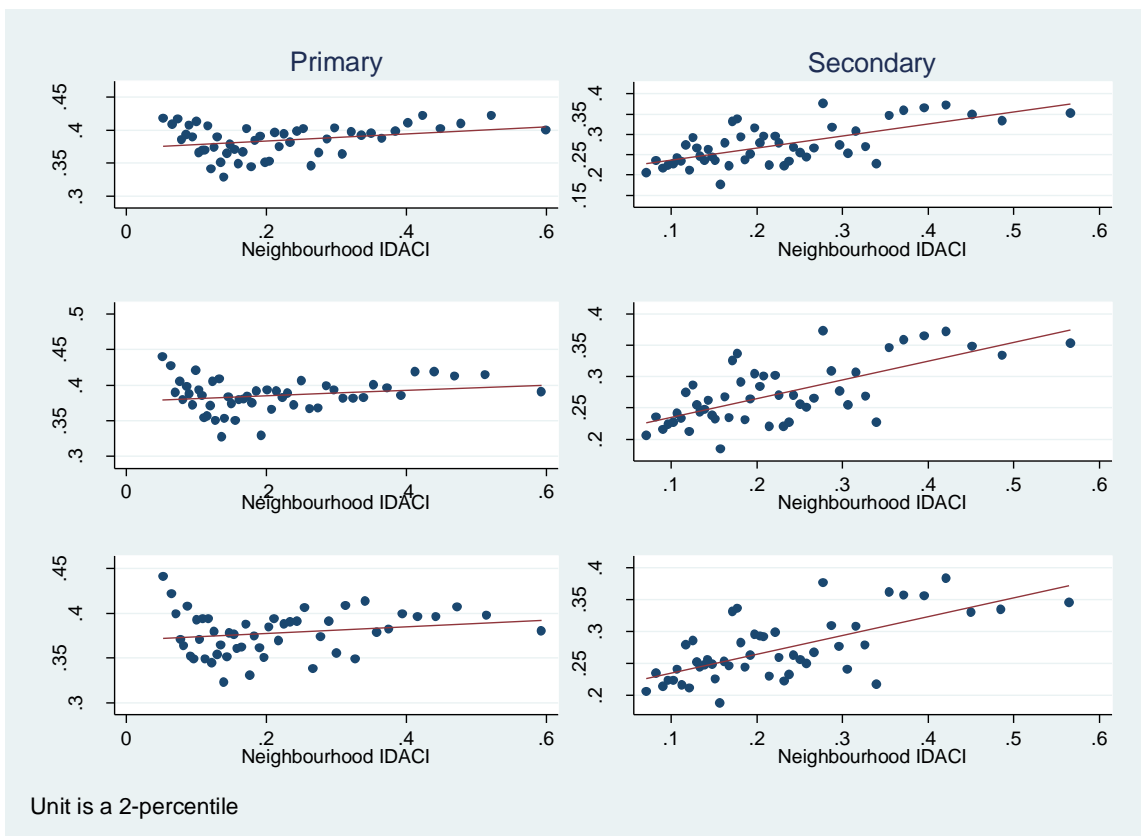 Primary
Secondary
.3 .35 .4 .45
0 .2 .4 .6
Neighbourhood IDACI
.15 .2 .25 .3 .35 .4
.1 .2 .3 .4 .5 .6
Neighbourhood IDACI
.3 .35 .4 .45 .5
0 .2 .4 .6
Neighbourhood IDACI
.2 .25 .3 .35 .4
.1 .2 .3 .4 .5 .6
Neighbourhood IDACI
.3 .35 .4 .45
0 .2 .4 .6
Neighbourhood IDACI
.2 .25 .3 .35 .4
.1 .2 .3 .4 .5 .6
Neighbourhood IDACI
Unit is a 2-percentile